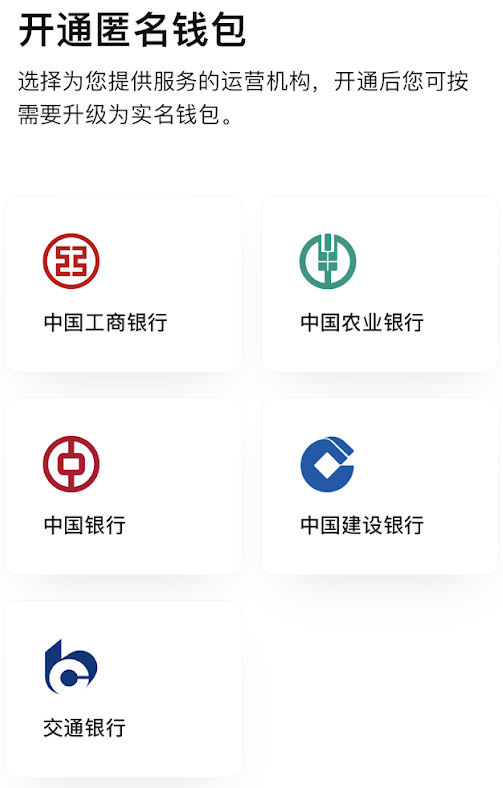 开通匿名钱包
选择为您提供服务的运营机构，开通后您可按
需要升级为实名钱包。
中国工商银行
中国农业银行
中国银行
中国建设银行
交通银行